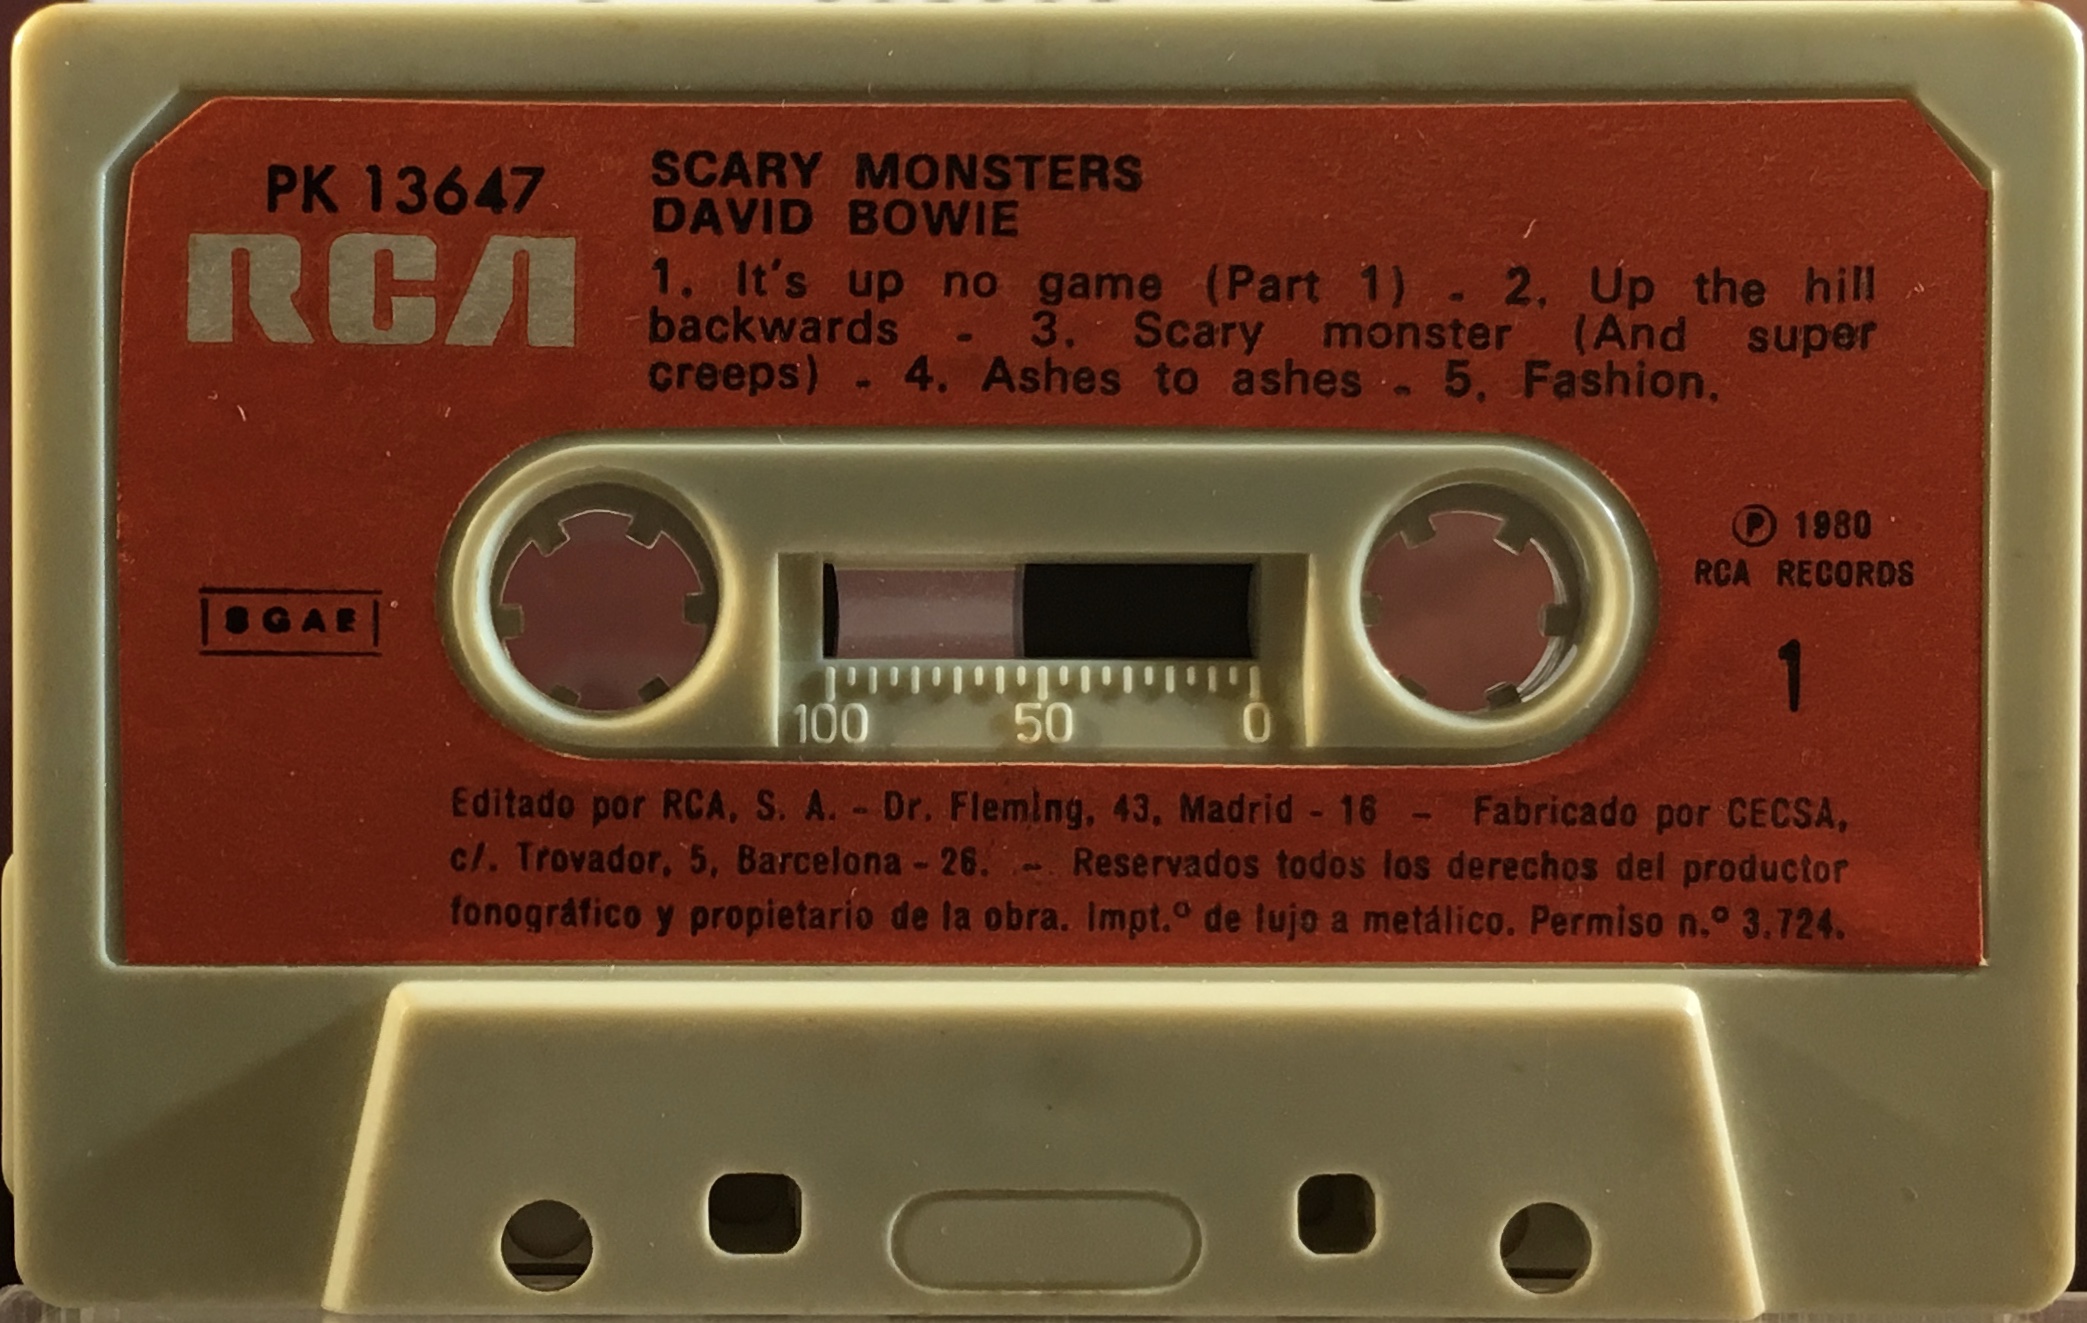 PK 13647
RCA
SCARY MONSTERS
DAVID BOWIE
1. It's up no game (Part 1) - 2. Up the hill
backwards - 3. Scary monster (And super
creeps) - 4. Ashes to ashes - 5. Fashion.
Ⓟ 1980
RCA RECORDS
SGAE
1
100 50 0
Editado por RCA, S. A. - Dr. Fleming, 43, Madrid - 16 - Fabricado por CECSA,
c/. Trovador, 5, Barcelona - 26. - Reservados todos los derechos del productor
fonográfico y propietario de la obra. Impt.º de lujo a metálico. Permiso n.º 3.724.